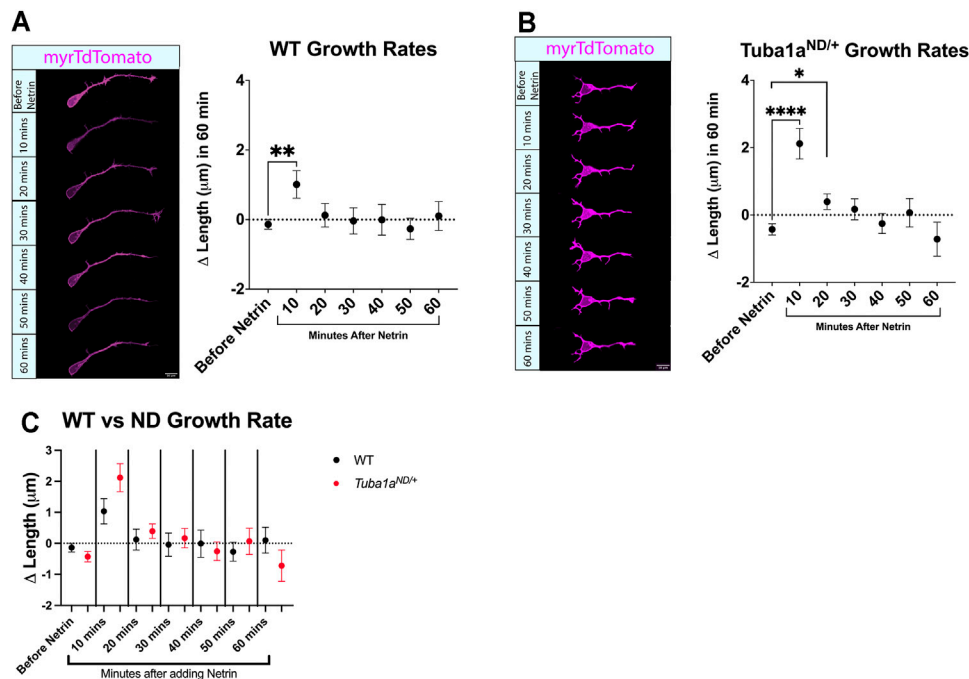 A
myrTdTomato
Before
Netrin
10 mins
20 mins
30 mins
40 mins
50 mins
60 mins
WT Growth Rates
Δ Length (μm) in 60 min
4
2
0
-2
**
Before Netrin
10
20
30
40
50
60
Minutes After Netrin
B
myrTdTomato
Before
Netrin
10 mins
20 mins
30 mins
40 mins
50 mins
60 mins
Tuba1aND/+ Growth Rates
Δ Length (μm) in 60 min
4
2
0
-2
*
****
Before Netrin
10
20
30
40
50
60
Minutes After Netrin
C
WT vs ND Growth Rate
Δ Length (μm)
3
2
1
0
-1
-2
Before Netrin
10 mins
20 mins
30 mins
40 mins
50 mins
60 mins
Minutes after adding Netrin
WT
Tuba1aND/+